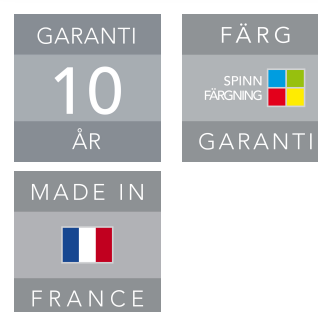 GARANTI
10
ÅR
FÄRG
SPINN
FÄRGNING
GARANTI
MADE IN
FRANCE